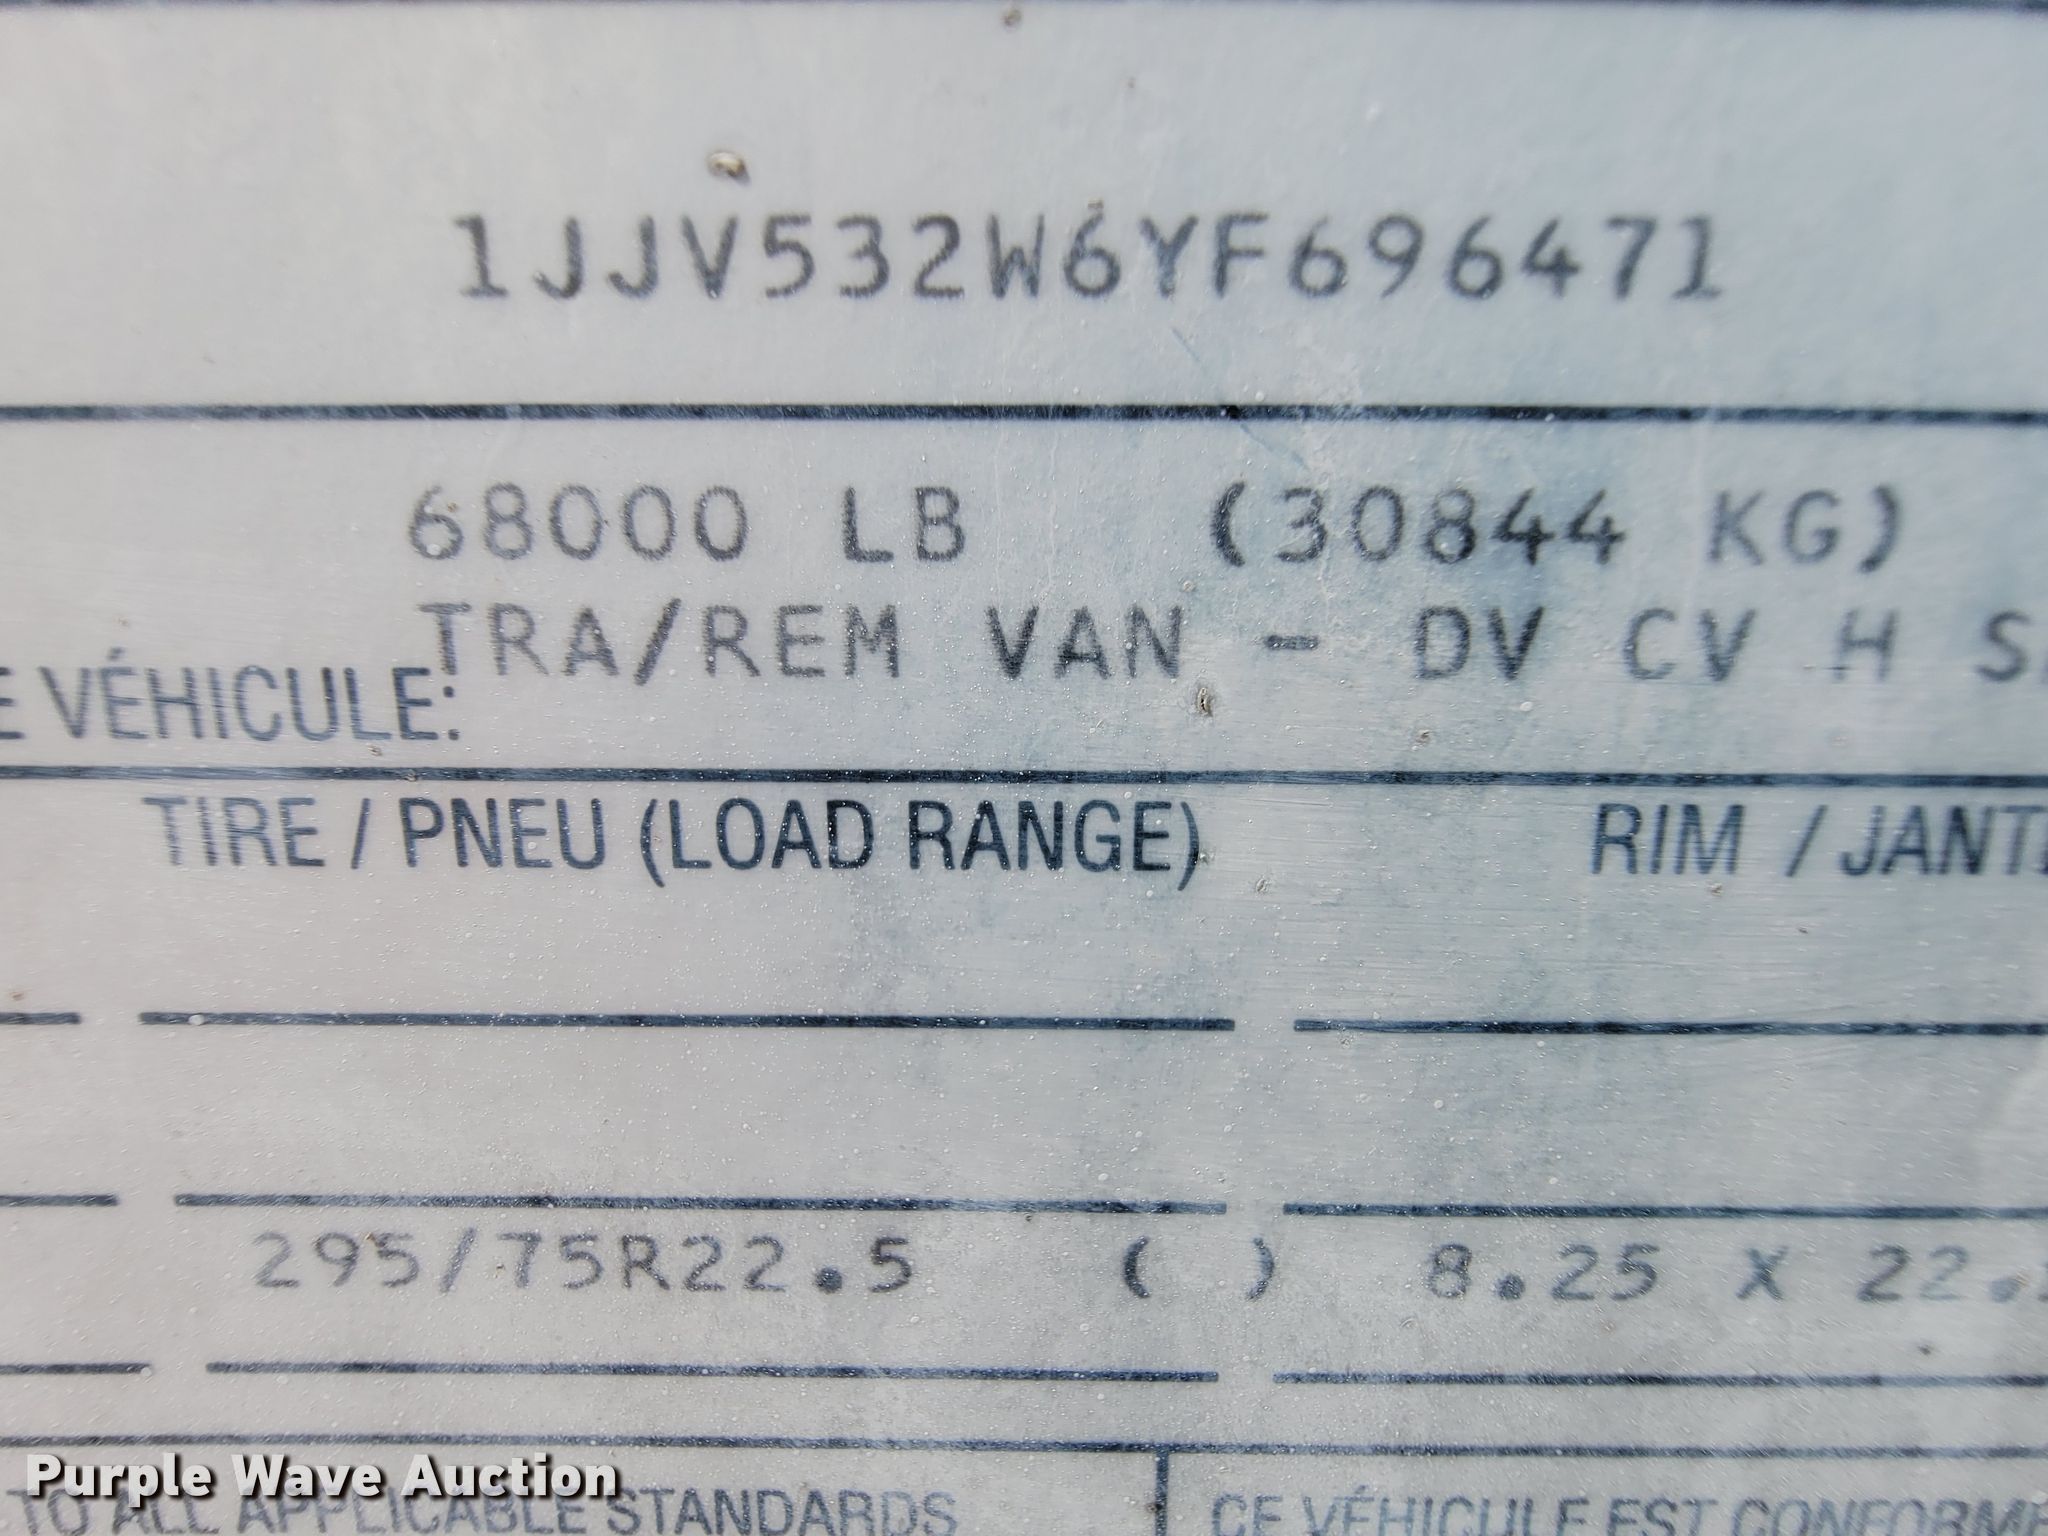 1JJV532W6YF696471
68000 LB (30844 KG)
TRA/REM VAN - DV CV H
VÉHICULE:
TIRE / PNEU (LOAD RANGE) RIM / JANT
295/75R22.5 ( ) 8.25 X 22.
Purple Wave Auction
TO ALL APPLICABLE STANDARDS
CE VÉHICULE EST CONFORME